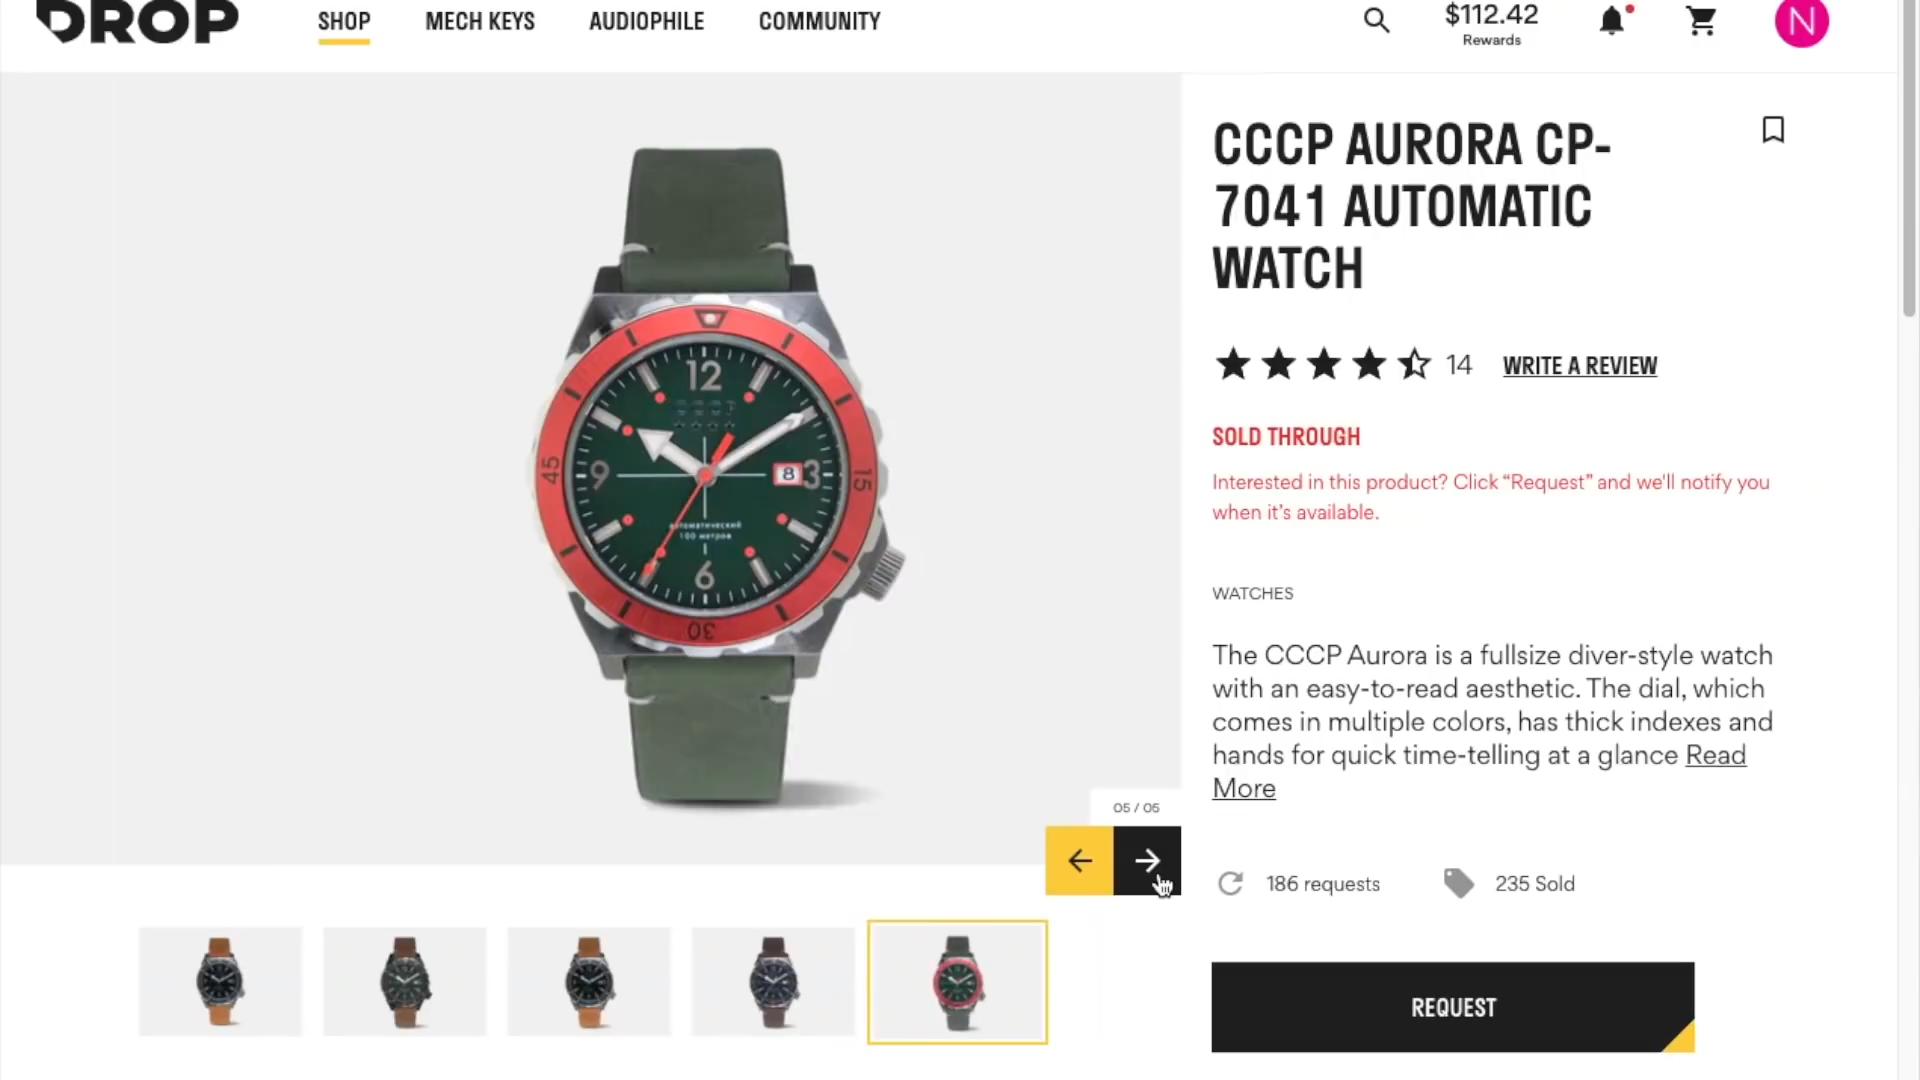 DROP
SHOP
MECH KEYS
AUDIOPHILE
COMMUNITY
$112.42
Rewards
N
CCCP AURORA CP-
7041 AUTOMATIC
WATCH
14
WRITE A REVIEW
SOLD THROUGH
Interested in this product? Click “Request” and we'll notify you
when it’s available.
WATCHES
The CCCP Aurora is a fullsize diver-style watch
with an easy-to-read aesthetic. The dial, which
comes in multiple colors, has thick indexes and
hands for quick time-telling at a glance Read
More
186 requests
235 Sold
REQUEST
12
CCCP
45
9
8
3
15
автоматический
100 метров
6
30
05 / 05